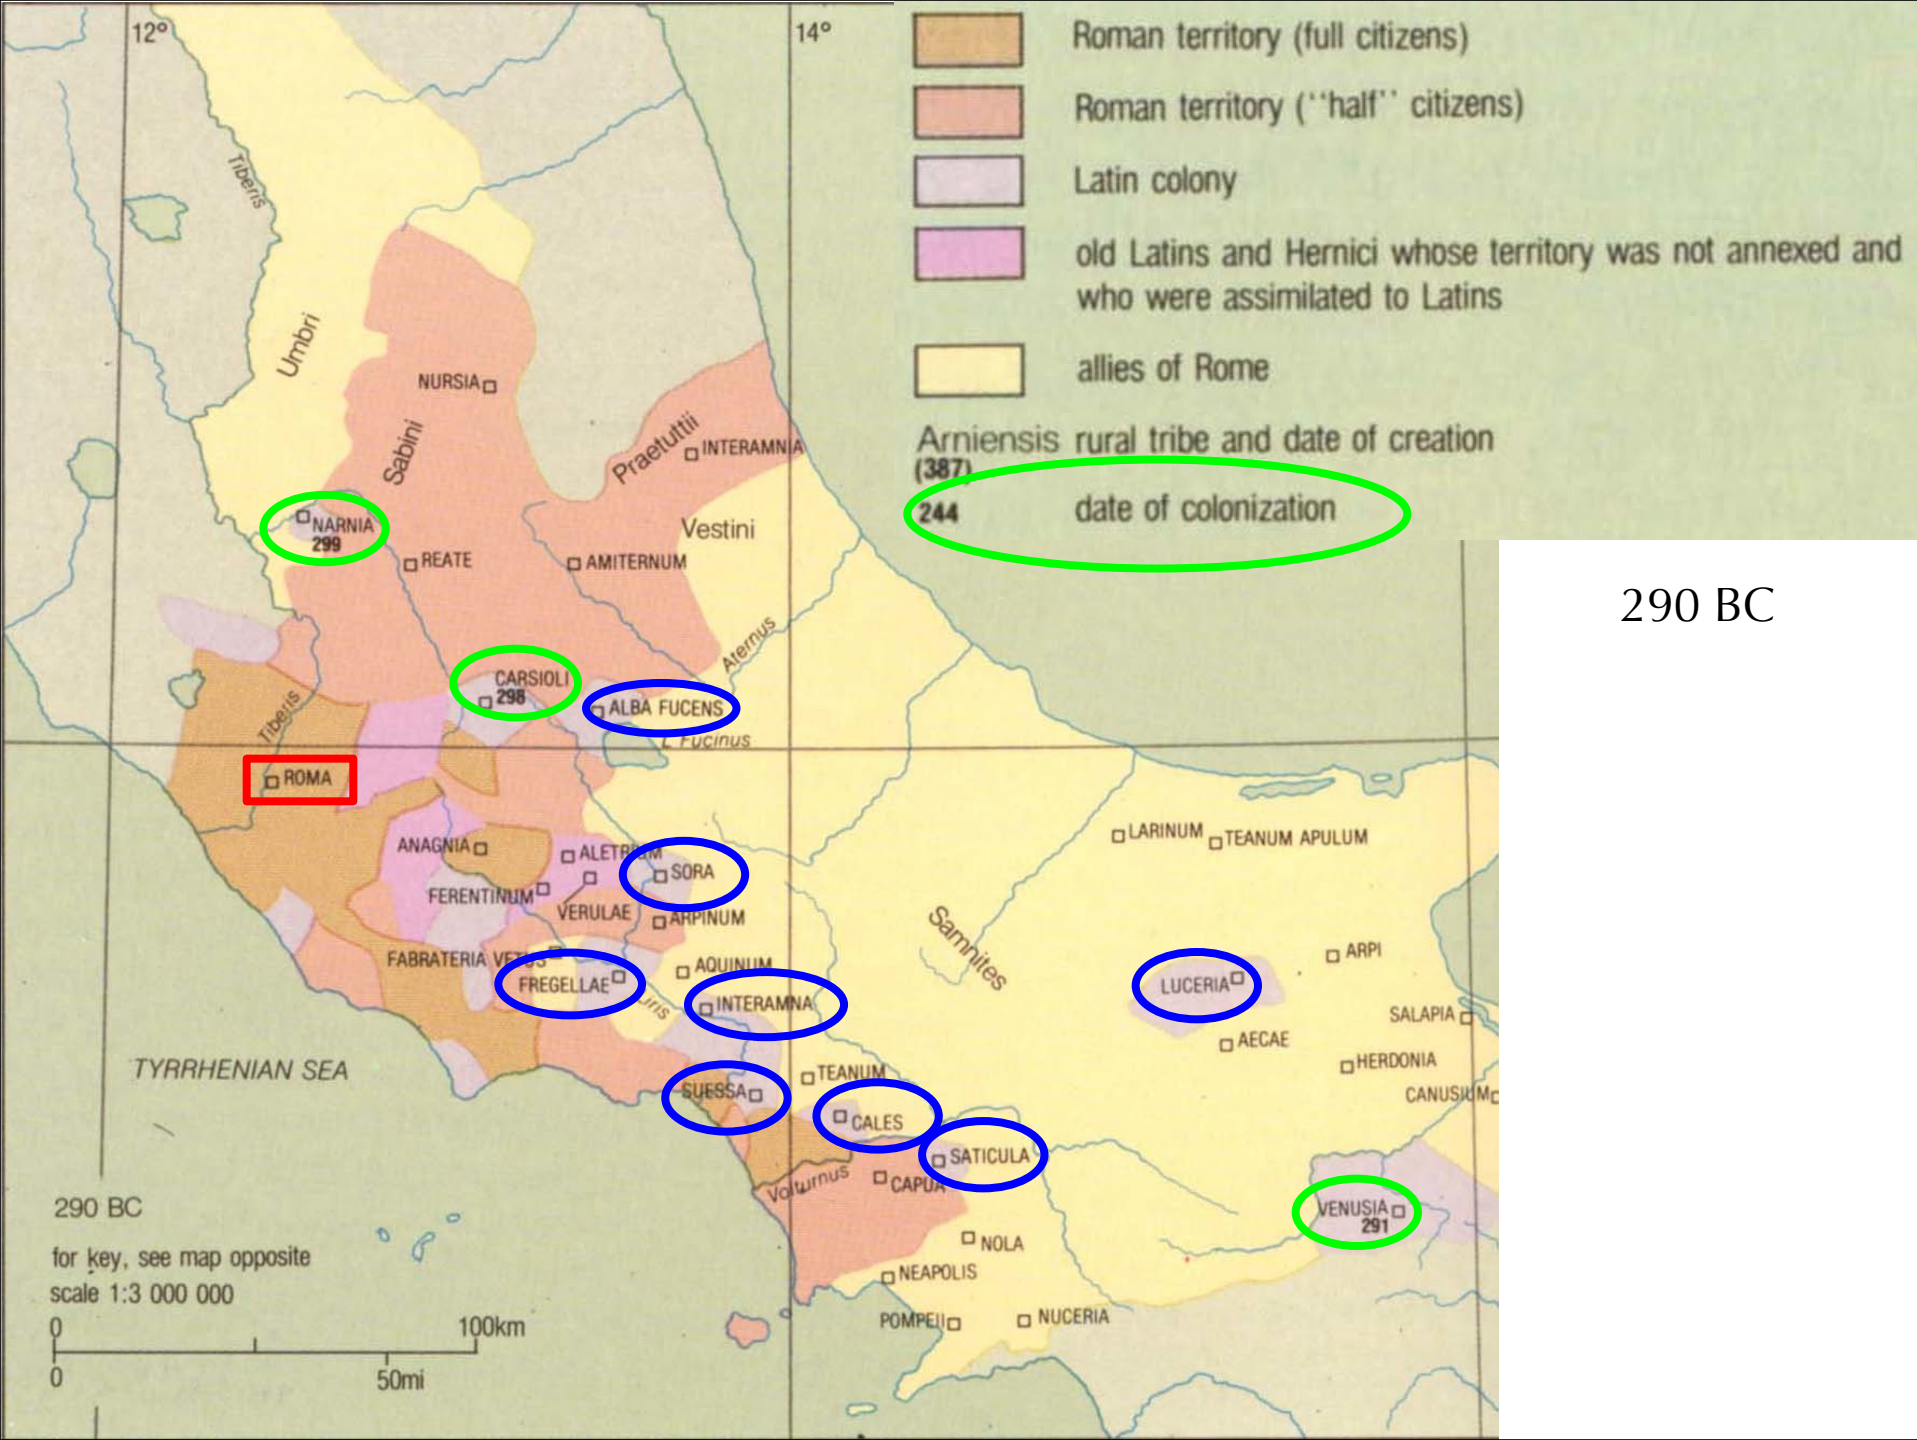 12°
14°
Roman territory (full citizens)
Roman territory (“half” citizens)
Latin colony
old Latins and Hernici whose territory was not annexed and
who were assimilated to Latins
allies of Rome
Arniensis rural tribe and date of creation
(387)
244 date of colonization
290 BC
Tiberis
Umbri
NURSIA
Sabini
Praetuttii
INTERAMNIA
NARNIA
299
Vestini
REATE
AMITERNUM
Aternus
CARSIOLI
298
ALBA FUCENS
L Fucinus
Tiberis
ROMA
LARINUM
TEANUM APULUM
ANAGNIA
ALETRIUM
SORA
FERENTINUM
VERULAE
ARPINUM
Samnites
FABRATERIA VETUS
AQUINUM
ARPI
FREGELLAE
LUCERIA
Liris
INTERAMNA
SALAPIA
AECAE
HERDONIA
TYRRHENIAN SEA
TEANUM
SUESSA
CANUSIUM
CALES
SATICULA
Volturnus
CAPUA
VENUSIA
291
NOLA
NEAPOLIS
POMPEII
NUCERIA
290 BC
for key, see map opposite
scale 1:3 000 000
0
100km
0
50mi